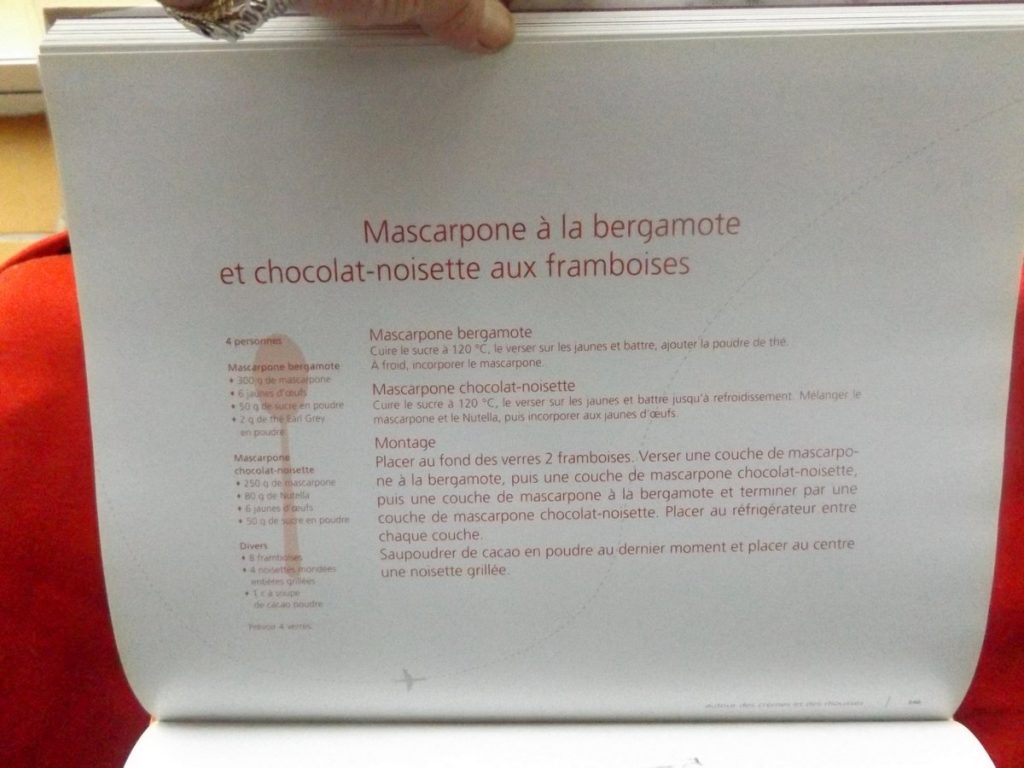 Mascarpone à la bergamote
et chocolat-noisette aux framboises
4 personnes
Mascarpone bergamote
♦ 300 g de mascarpone
♦ 6 jaunes d'œufs
♦ 50 g de sucre en poudre
♦ 2 g de thé Earl Grey
en poudre
Mascarpone
chocolat-noisette
♦ 250 g de mascarpone
♦ 80 g de Nutella
♦ 6 jaunes d'œufs
♦ 50 g de sucre en poudre
Divers
♦ 8 framboises
♦ 4 noisettes mondées
entières grillées
♦ 1 c à soupe
de cacao poudre
Prévoir 4 verres.
Mascarpone bergamote
Cuire le sucre à 120 °C, le verser sur les jaunes et battre, ajouter la poudre de thé.
À froid, incorporer le mascarpone.
Mascarpone chocolat-noisette
Cuire le sucre à 120 °C, le verser sur les jaunes et battre jusqu'à refroidissement. Mélanger le
mascarpone et le Nutella, puis incorporer aux jaunes d'œufs.
Montage
Placer au fond des verres 2 framboises. Verser une couche de mascarpo-
ne à la bergamote, puis une couche de mascarpone chocolat-noisette,
puis une couche de mascarpone à la bergamote et terminer par une
couche de mascarpone chocolat-noisette. Placer au réfrigérateur entre
chaque couche.
Saupoudrer de cacao en poudre au dernier moment et placer au centre
une noisette grillée.
autour des crèmes et des mousses /